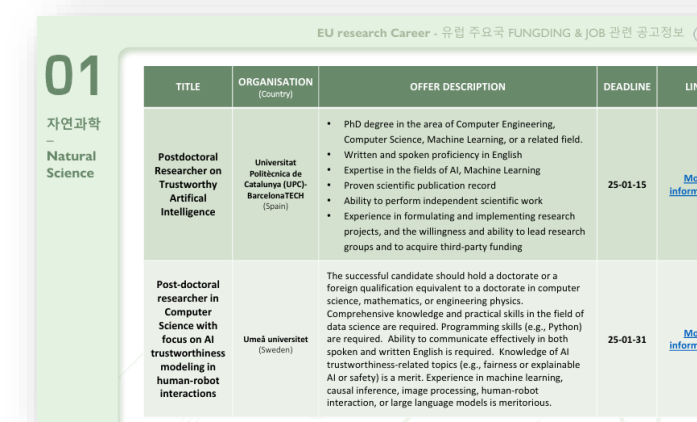 EU research Career - 유럽 주요국 FUNGDING & JOB 관련 공고정보
01
자연과학
–
Natural
Science
TITLE
ORGANISATION
(Country)
OFFER DESCRIPTION
DEADLINE
Postdoctoral
Researcher on
Trustworthy
Artifical
Intelligence
Universitat
Politècnica de
Catalunya (UPC)-
BarcelonaTECH
(Spain)
• PhD degree in the area of Computer Engineering,
Computer Science, Machine Learning, or a related field.
• Written and spoken proficiency in English
• Expertise in the fields of AI, Machine Learning
• Proven scientific publication record
• Ability to perform independent scientific work
• Experience in formulating and implementing research
projects, and the willingness and ability to lead research
groups and to acquire third-party funding
25-01-15
Post-doctoral
researcher in
Computer
Science with
focus on AI
trustworthiness
modeling in
human-robot
interactions
Umeå universitet
(Sweden)
The successful candidate should hold a doctorate or a
foreign qualification equivalent to a doctorate in computer
science, mathematics, or engineering physics.
Comprehensive knowledge and practical skills in the field of
data science are required. Programming skills (e.g., Python)
are required.  Ability to communicate effectively in both
spoken and written English is required.  Knowledge of AI
trustworthiness-related topics (e.g., fairness or explainable
AI or safety) is a merit. Experience in machine learning,
causal inference, image processing, human-robot
interaction, or large language models is meritorious.
25-01-31